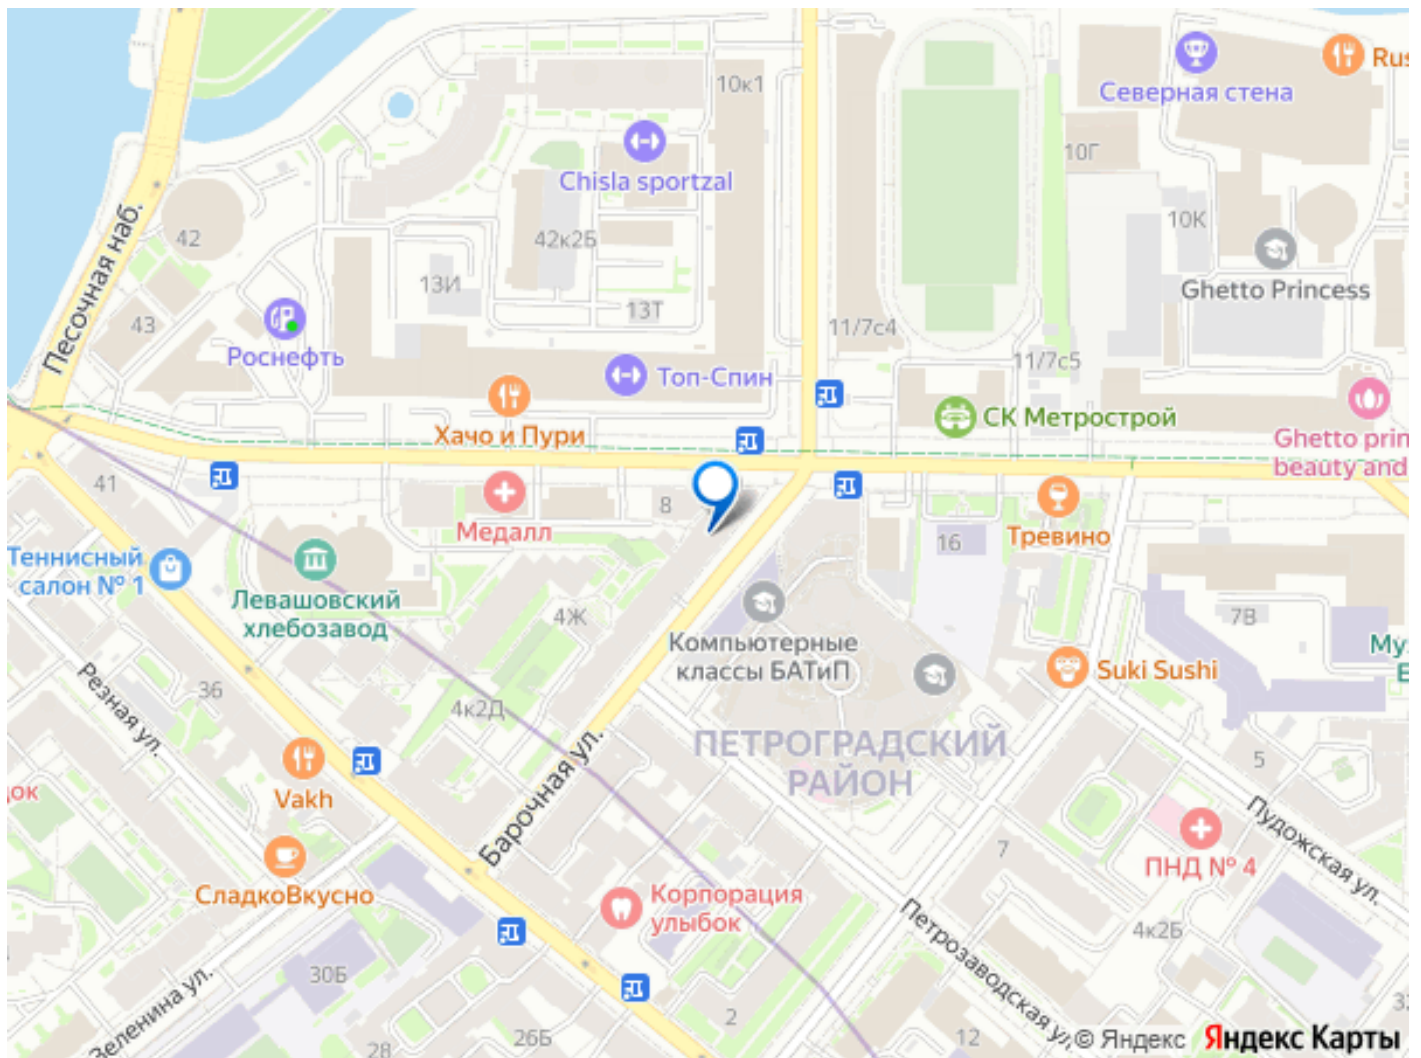 10к1
Северная стена
Rus
Chisla sportzal
10Г
10К
42
42к2Б
Песочная наб.
13И
13Т
Ghetto Princess
43
Роснефть
11/7с4
11/7с5
Топ-Спин
Хачо и Пури
СК Метрострой
Ghetto prin
beauty and
41
8
Медалл
Тревино
16
Теннисный
салон № 1
Левашовский
хлебозавод
4Ж
7В
Компьютерные
классы БАТиП
Му
Е
Suki Sushi
Резная ул.
36
4к2Д
ПЕТРОГРАДСКИЙ
РАЙОН
5
Барочная ул.
ок
Vakh
Пудожская ул.
7
ПНД № 4
СладкоВкусно
Корпорация
улыбок
Петрозаводская ул.
4к2Б
30Б
Зеленина ул.
2
26Б
28
12
32
© Яндекс Яндекс Карты